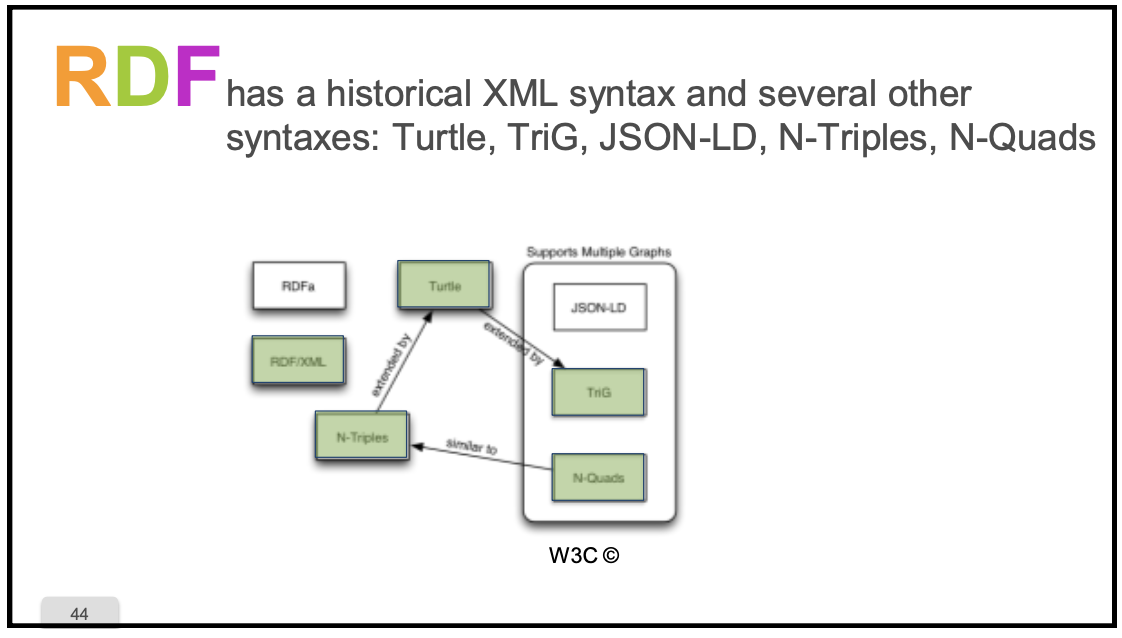 RDF has a historical XML syntax and several other
syntaxes: Turtle, TriG, JSON-LD, N-Triples, N-Quads
Supports Multiple Graphs
RDFa
Turtle
JSON-LD
extended by
extended by
RDF/XML
TriG
N-Triples
similar to
N-Quads
W3C ©
44